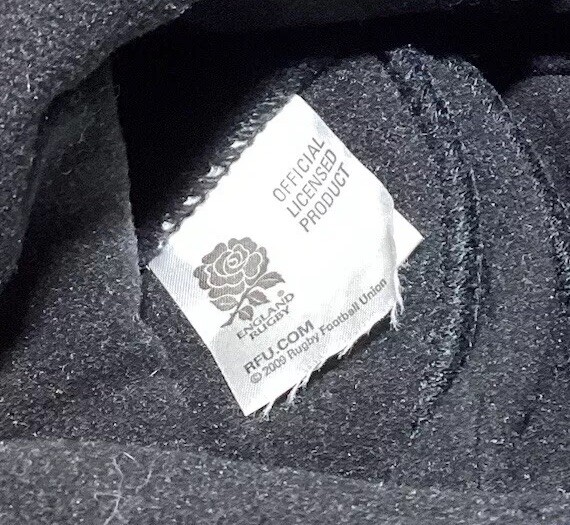 OFFICIAL
LICENSED
PRODUCT
ENGLAND
RUGBY
RFU.COM
© 2009 Rugby Football Union